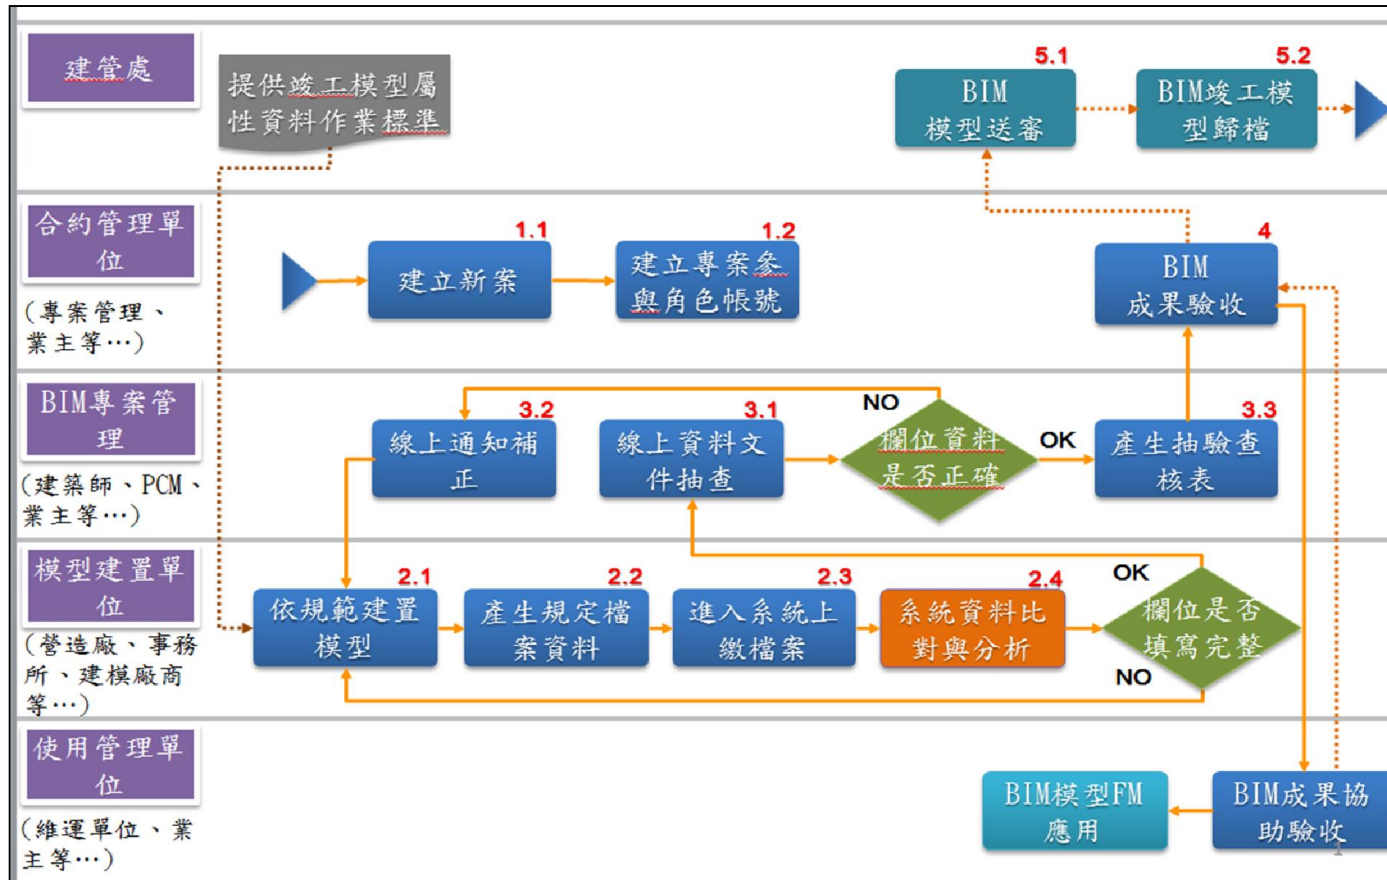 建管處
提供竣工模型屬
性資料作業標準
5.1
BIM
模型送審
5.2
BIM竣工模
型歸檔
合約管理單
位
(專案管理、
業主等…)
1.1
建立新案
1.2
建立專案參
與角色帳號
4
BIM
成果驗收
BIM專案管
理
(建築師、PCM、
業主等…)
3.2
線上通知補
正
3.1
線上資料文
件抽查
NO
欄位資料
是否正確
OK
3.3
產生抽驗查
核表
模型建置單
位
(營造廠、事務
所、建模廠商
等…)
2.1
依規範建置
模型
2.2
產生規定檔
案資料
2.3
進入系統上
繳檔案
2.4
系統資料比
對與分析
OK
欄位是否
填寫完整
NO
使用管理單
位
(維運單位、業
主等…)
BIM模型FM
應用
BIM成果協
助驗收
1